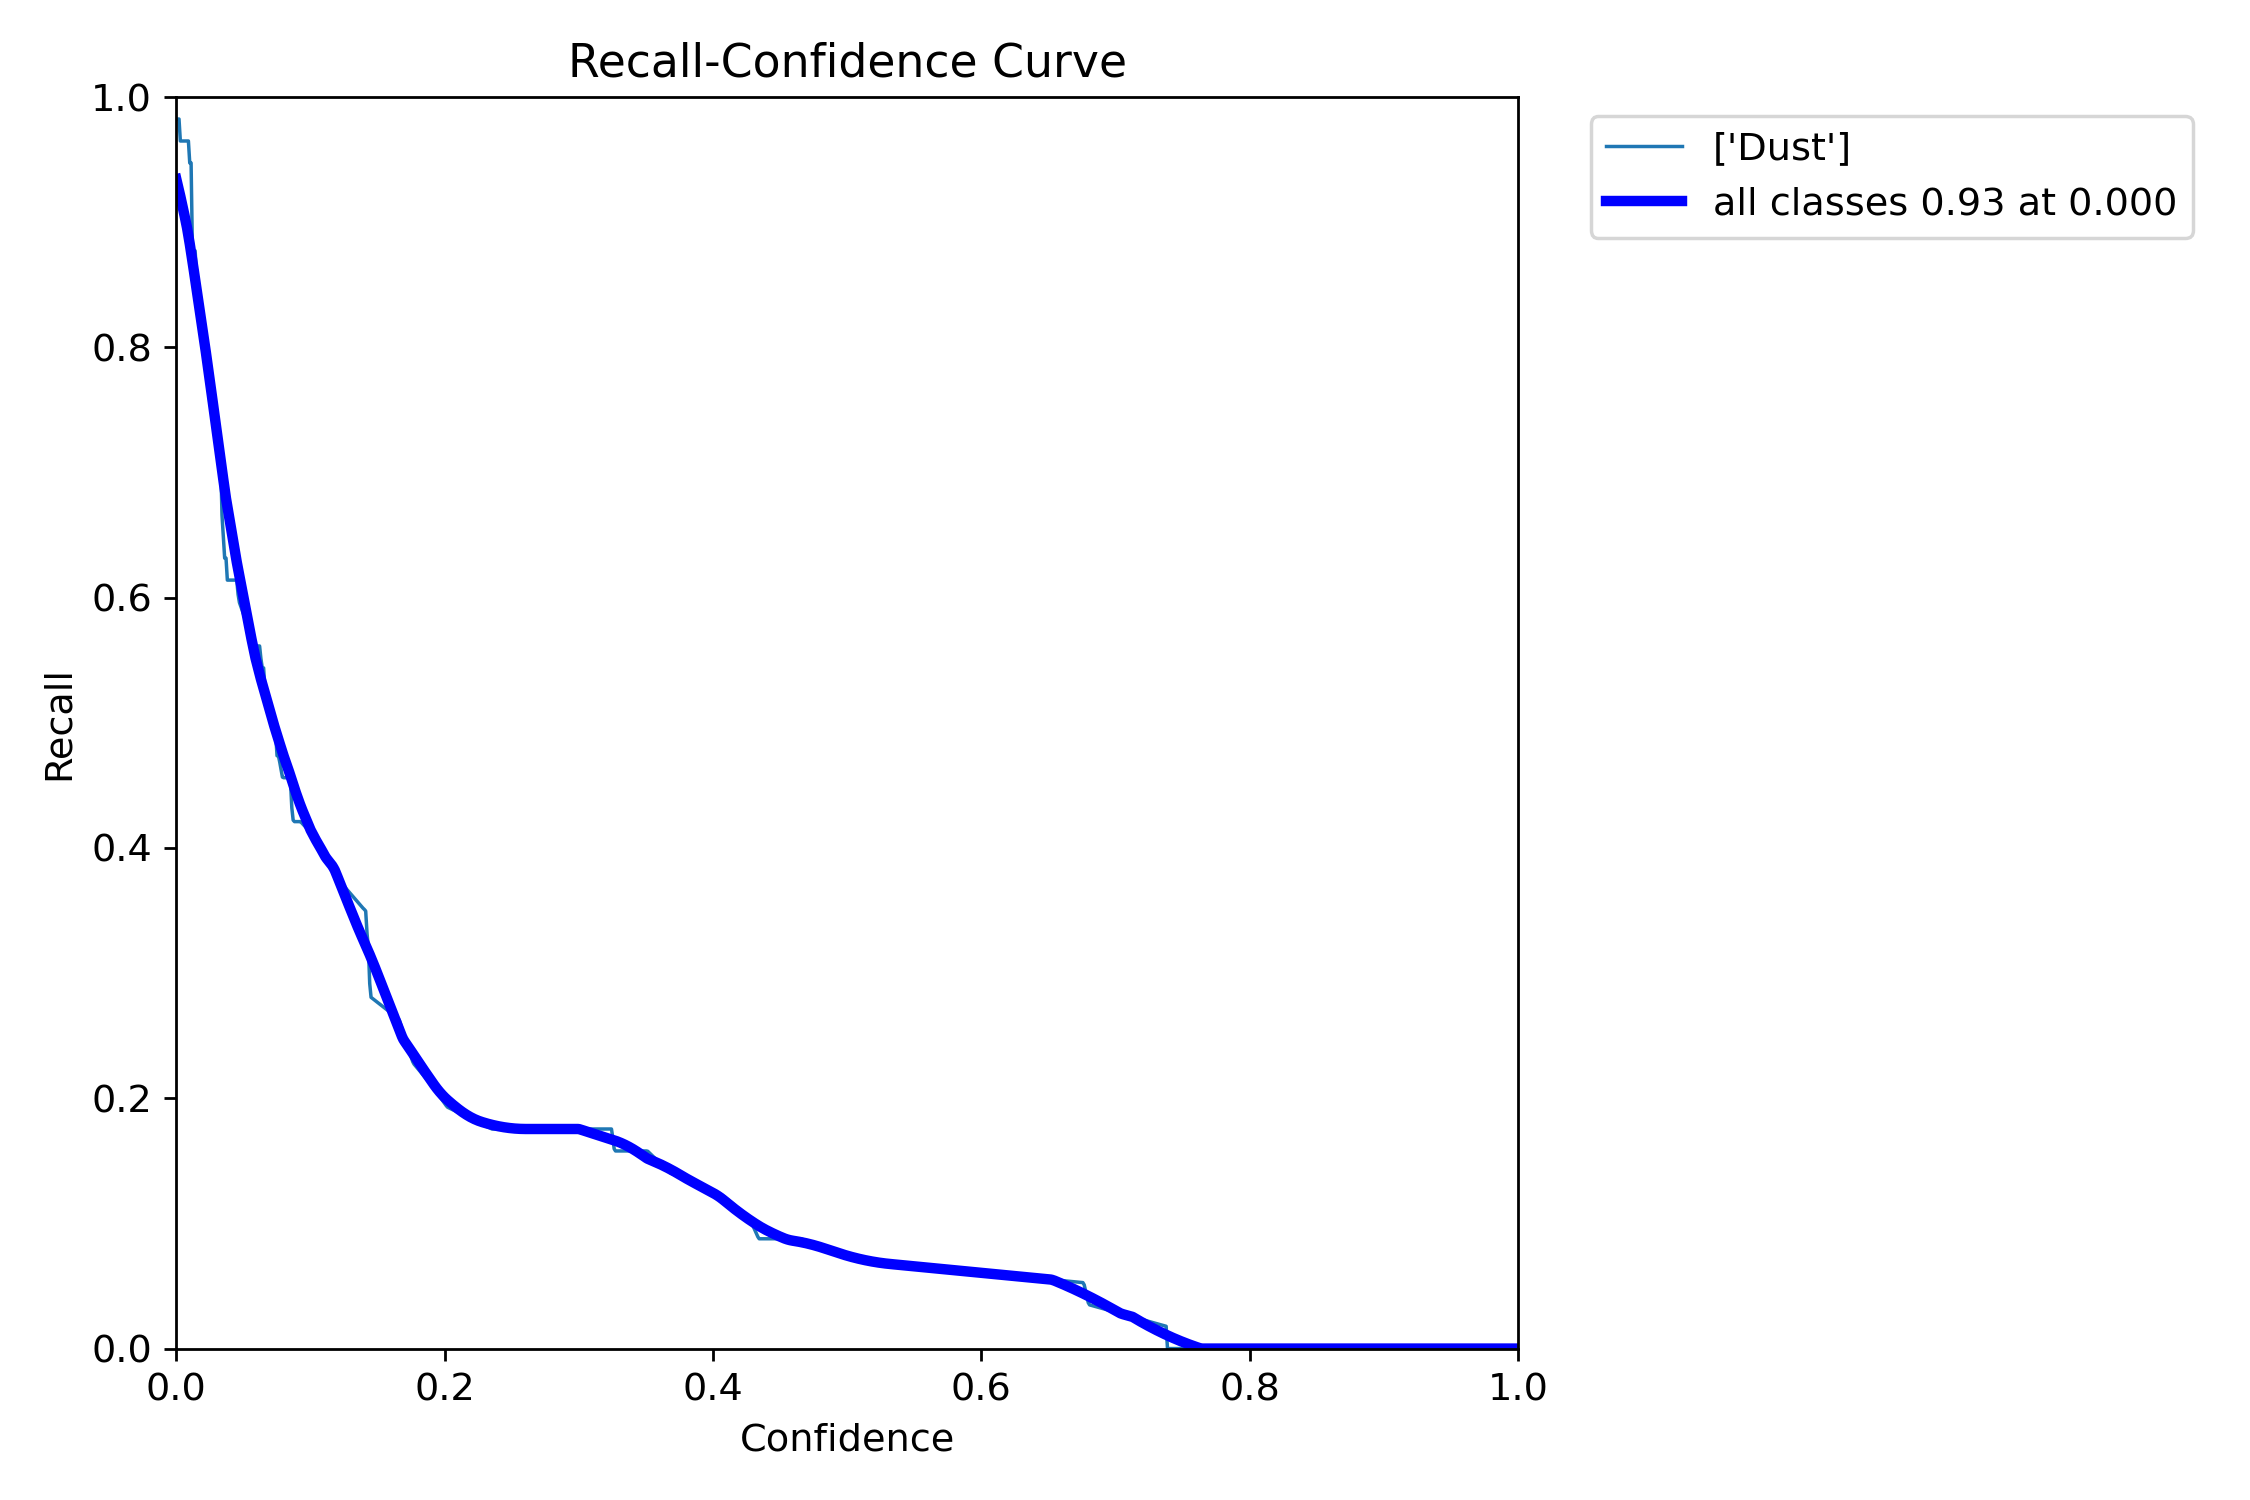 Recall-Confidence Curve
['Dust']
all classes 0.93 at 0.000
Recall
1.0
0.8
0.6
0.4
0.2
0.0
0.0 0.2 0.4 0.6 0.8 1.0
Confidence